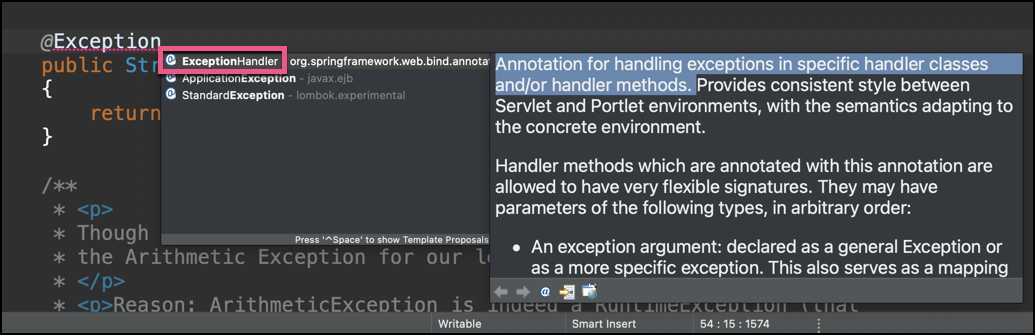 @Exception
public Str
{
return
}
/**
* <p>
* Though
* the Arithmetic Exception for our l
* </p>
* <p>Reason: ArithmeticException is indeed a RuntimeException (that
ExceptionHandler org.springframework.web.bind.annotat
ApplicationException - javax.ejb
StandardException - lombok.experimental
Press '^Space' to show Template Proposals
Annotation for handling exceptions in specific handler classes
and/or handler methods. Provides consistent style between
Servlet and Portlet environments, with the semantics adapting to
the concrete environment.
Handler methods which are annotated with this annotation are
allowed to have very flexible signatures. They may have
parameters of the following types, in arbitrary order:
• An exception argument: declared as a general Exception or
as a more specific exception. This also serves as a mapping
Writable Smart Insert 54 : 15 : 1574